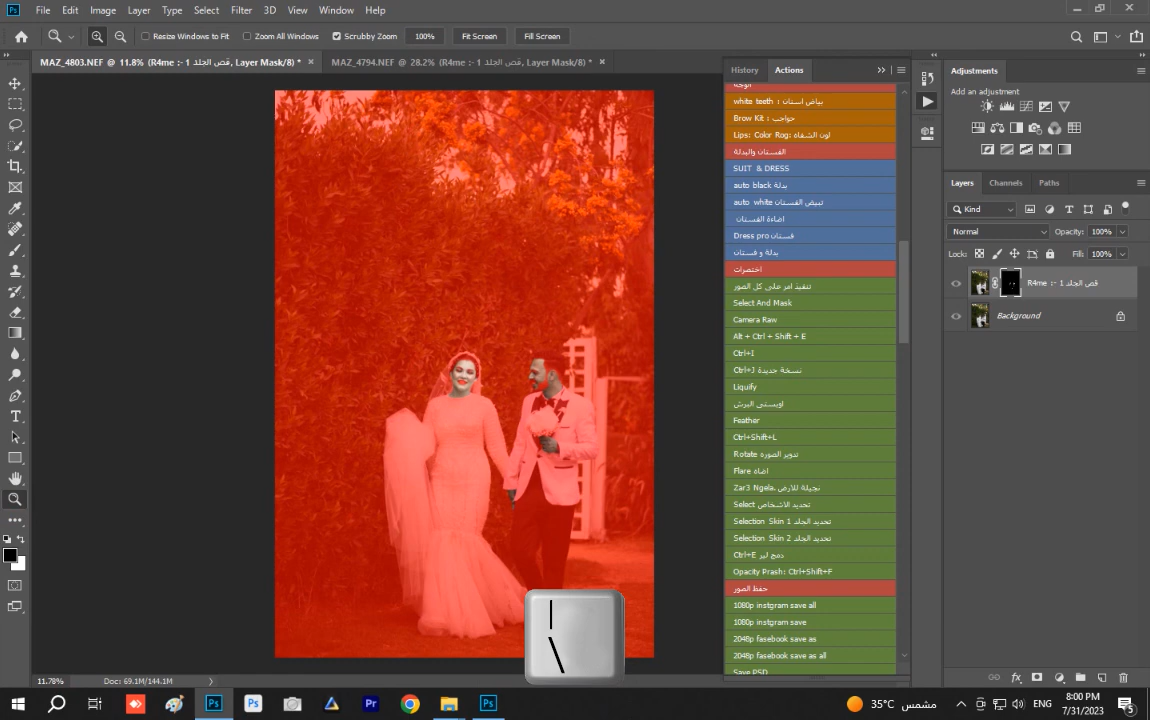 File Edit Image Layer Type Select Filter 3D View Window Help
Resize Windows to Fit Zoom All Windows Scrubby Zoom 100% Fit Screen Fill Screen
MAZ_4803.NEF @ 11.8% (R4me :- 1 قص الجلد, Layer Mask/8) *
MAZ_4794.NEF @ 28.2% (R4me :- 1 قص الجلد, Layer Mask/8) *
History Actions
white teeth : بياض اسنان
Brow Kit : حواجب
Lips: Color Rog: لون الشفاه
الفستان والبدلة
SUIT & DRESS
auto black بدلة
auto white تبيض الفستان
اضاءة الفستان
Dress pro فستان
بدلة و فستان
اختصرات
تنفيذ امر على كل الصور
Select And Mask
Camera Raw
Alt + Ctrl + Shift + E
Ctrl+I
Ctrl+J نسخة جديدة
Liquify
اوبستى البرش
Feather
Ctrl+Shift+L
Rotate تدوير الصورة
Flare اضاه
Zar3 Ngela. نجيلة للارض
Select تحديد الاشخاص
Selection Skin 1 تحديد الجلد
Selection Skin 2 تحديد الجلد
Ctrl+E دمج لير
Opacity Prash: Ctrl+Shift+F
حفظ الصور
1080p instgram save all
1080p instgram save
2048p fasebook save as
2048p fasebook save as all
Save PSD
Adjustments
Add an adjustment
Layers Channels Paths
Kind
Normal Opacity: 100%
Lock: Fill: 100%
R4me :- 1 قص الجلد
Background
| \
11.78% Doc: 69.1M/144.1M
35°C مشمس ENG 8:00 PM
7/31/2023
5